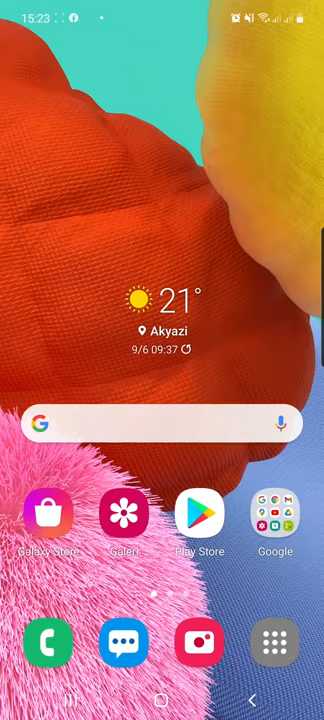 15:23
21°
Akyazi
9/6 09:37
Galaxy Store
Galeri
Play Store
Google